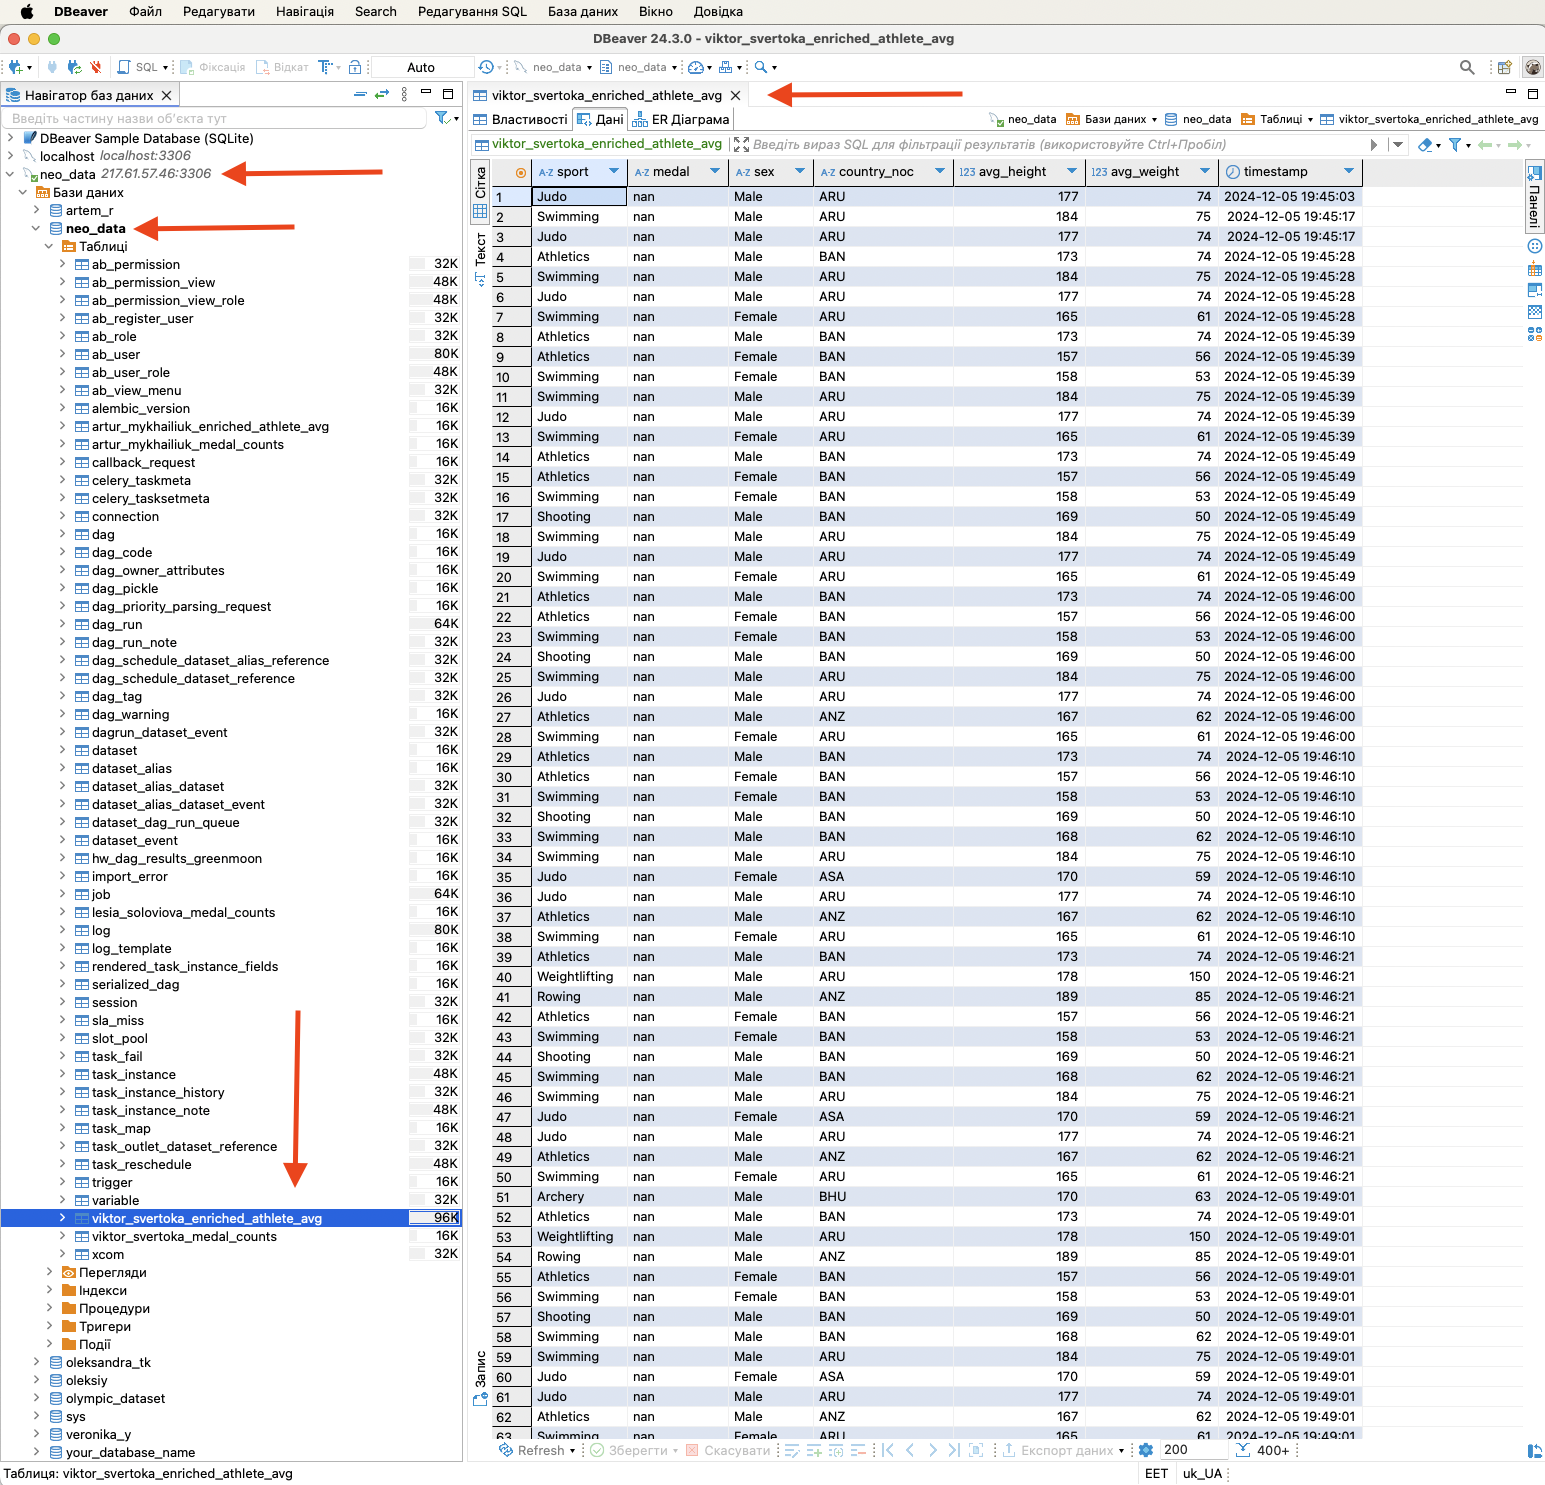 DBeaver Файл Редагувати Навігація Search Редагування SQL База даних Вікно Довідка
DBeaver 24.3.0 - viktor_svertoka_enriched_athlete_avg
SQL Фіксація Відкат Auto neo_data neo_data
Навігатор баз даних
Введіть частину назви об'єкта тут
DBeaver Sample Database (SQLite)
localhost localhost:3306
neo_data 217.61.57.46:3306
Бази даних
artem_r
neo_data
Таблиці
ab_permission 32K
ab_permission_view 48K
ab_permission_view_role 48K
ab_register_user 32K
ab_role 32K
ab_user 80K
ab_user_role 48K
ab_view_menu 32K
alembic_version 16K
artur_mykhailiuk_enriched_athlete_avg 16K
artur_mykhailiuk_medal_counts 16K
callback_request 16K
celery_taskmeta 32K
celery_tasksetmeta 32K
connection 32K
dag 16K
dag_code 16K
dag_owner_attributes 16K
dag_pickle 16K
dag_priority_parsing_request 16K
dag_run 64K
dag_run_note 32K
dag_schedule_dataset_alias_reference 32K
dag_schedule_dataset_reference 32K
dag_tag 32K
dag_warning 16K
dagrun_dataset_event 32K
dataset 16K
dataset_alias 16K
dataset_alias_dataset 32K
dataset_alias_dataset_event 32K
dataset_dag_run_queue 32K
dataset_event 16K
hw_dag_results_greenmoon 16K
import_error 16K
job 64K
lesia_soloviova_medal_counts 16K
log 80K
log_template 16K
rendered_task_instance_fields 16K
serialized_dag 16K
session 32K
sla_miss 16K
slot_pool 32K
task_fail 32K
task_instance 48K
task_instance_history 32K
task_instance_note 48K
task_map 16K
task_outlet_dataset_reference 32K
task_reschedule 48K
trigger 16K
variable 32K
viktor_svertoka_enriched_athlete_avg 96K
viktor_svertoka_medal_counts 16K
xcom 32K
Перегляди
Індекси
Процедури
Тригери
Події
oleksandra_tk
oleksiy
olympic_dataset
sys
veronika_y
your_database_name
viktor_svertoka_enriched_athlete_avg
Властивості Дані ER Діаграма neo_data Бази даних neo_data Таблиці viktor_svertoka_enriched_athlete_avg
viktor_svertoka_enriched_athlete_avg Введіть вираз SQL для фільтрації результатів (використовуйте Ctrl+Пробіл)
Сітка
Текст
Запис
Панелі
A-Z sport A-Z medal A-Z sex A-Z country_noc 123 avg_height 123 avg_weight timestamp
1 Judo nan Male ARU 177 74 2024-12-05 19:45:03
2 Swimming nan Male ARU 184 75 2024-12-05 19:45:17
3 Judo nan Male ARU 177 74 2024-12-05 19:45:17
4 Athletics nan Male BAN 173 74 2024-12-05 19:45:28
5 Swimming nan Male ARU 184 75 2024-12-05 19:45:28
6 Judo nan Male ARU 177 74 2024-12-05 19:45:28
7 Swimming nan Female ARU 165 61 2024-12-05 19:45:28
8 Athletics nan Male BAN 173 74 2024-12-05 19:45:39
9 Athletics nan Female BAN 157 56 2024-12-05 19:45:39
10 Swimming nan Female BAN 158 53 2024-12-05 19:45:39
11 Swimming nan Male ARU 184 75 2024-12-05 19:45:39
12 Judo nan Male ARU 177 74 2024-12-05 19:45:39
13 Swimming nan Female ARU 165 61 2024-12-05 19:45:39
14 Athletics nan Male BAN 173 74 2024-12-05 19:45:49
15 Athletics nan Female BAN 157 56 2024-12-05 19:45:49
16 Swimming nan Female BAN 158 53 2024-12-05 19:45:49
17 Shooting nan Male BAN 169 50 2024-12-05 19:45:49
18 Swimming nan Male ARU 184 75 2024-12-05 19:45:49
19 Judo nan Male ARU 177 74 2024-12-05 19:45:49
20 Swimming nan Female ARU 165 61 2024-12-05 19:45:49
21 Athletics nan Male BAN 173 74 2024-12-05 19:46:00
22 Athletics nan Female BAN 157 56 2024-12-05 19:46:00
23 Swimming nan Female BAN 158 53 2024-12-05 19:46:00
24 Shooting nan Male BAN 169 50 2024-12-05 19:46:00
25 Swimming nan Male ARU 184 75 2024-12-05 19:46:00
26 Judo nan Male ARU 177 74 2024-12-05 19:46:00
27 Athletics nan Male ANZ 167 62 2024-12-05 19:46:00
28 Swimming nan Female ARU 165 61 2024-12-05 19:46:00
29 Athletics nan Male BAN 173 74 2024-12-05 19:46:10
30 Athletics nan Female BAN 157 56 2024-12-05 19:46:10
31 Swimming nan Female BAN 158 53 2024-12-05 19:46:10
32 Shooting nan Male BAN 169 50 2024-12-05 19:46:10
33 Swimming nan Male BAN 168 62 2024-12-05 19:46:10
34 Swimming nan Male ARU 184 75 2024-12-05 19:46:10
35 Judo nan Female ASA 170 59 2024-12-05 19:46:10
36 Judo nan Male ARU 177 74 2024-12-05 19:46:10
37 Athletics nan Male ANZ 167 62 2024-12-05 19:46:10
38 Swimming nan Female ARU 165 61 2024-12-05 19:46:10
39 Athletics nan Male BAN 173 74 2024-12-05 19:46:21
40 Weightlifting nan Male ARU 178 150 2024-12-05 19:46:21
41 Rowing nan Male ANZ 189 85 2024-12-05 19:46:21
42 Athletics nan Female BAN 157 56 2024-12-05 19:46:21
43 Swimming nan Female BAN 158 53 2024-12-05 19:46:21
44 Shooting nan Male BAN 169 50 2024-12-05 19:46:21
45 Swimming nan Male BAN 168 62 2024-12-05 19:46:21
46 Swimming nan Male ARU 184 75 2024-12-05 19:46:21
47 Judo nan Female ASA 170 59 2024-12-05 19:46:21
48 Judo nan Male ARU 177 74 2024-12-05 19:46:21
49 Athletics nan Male ANZ 167 62 2024-12-05 19:46:21
50 Swimming nan Female ARU 165 61 2024-12-05 19:46:21
51 Archery nan Male BHU 170 63 2024-12-05 19:49:01
52 Athletics nan Male BAN 173 74 2024-12-05 19:49:01
53 Weightlifting nan Male ARU 178 150 2024-12-05 19:49:01
54 Rowing nan Male ANZ 189 85 2024-12-05 19:49:01
55 Athletics nan Female BAN 157 56 2024-12-05 19:49:01
56 Swimming nan Female BAN 158 53 2024-12-05 19:49:01
57 Shooting nan Male BAN 169 50 2024-12-05 19:49:01
58 Swimming nan Male BAN 168 62 2024-12-05 19:49:01
59 Swimming nan Male ARU 184 75 2024-12-05 19:49:01
60 Judo nan Female ASA 170 59 2024-12-05 19:49:01
61 Judo nan Male ARU 177 74 2024-12-05 19:49:01
62 Athletics nan Male ANZ 167 62 2024-12-05 19:49:01
63 Swimming nan Female ARU 165 61 2024-12-05 19:49:01
Refresh Зберегти Скасувати Експорт даних 200 400+
Таблиця: viktor_svertoka_enriched_athlete_avg EET uk_UA